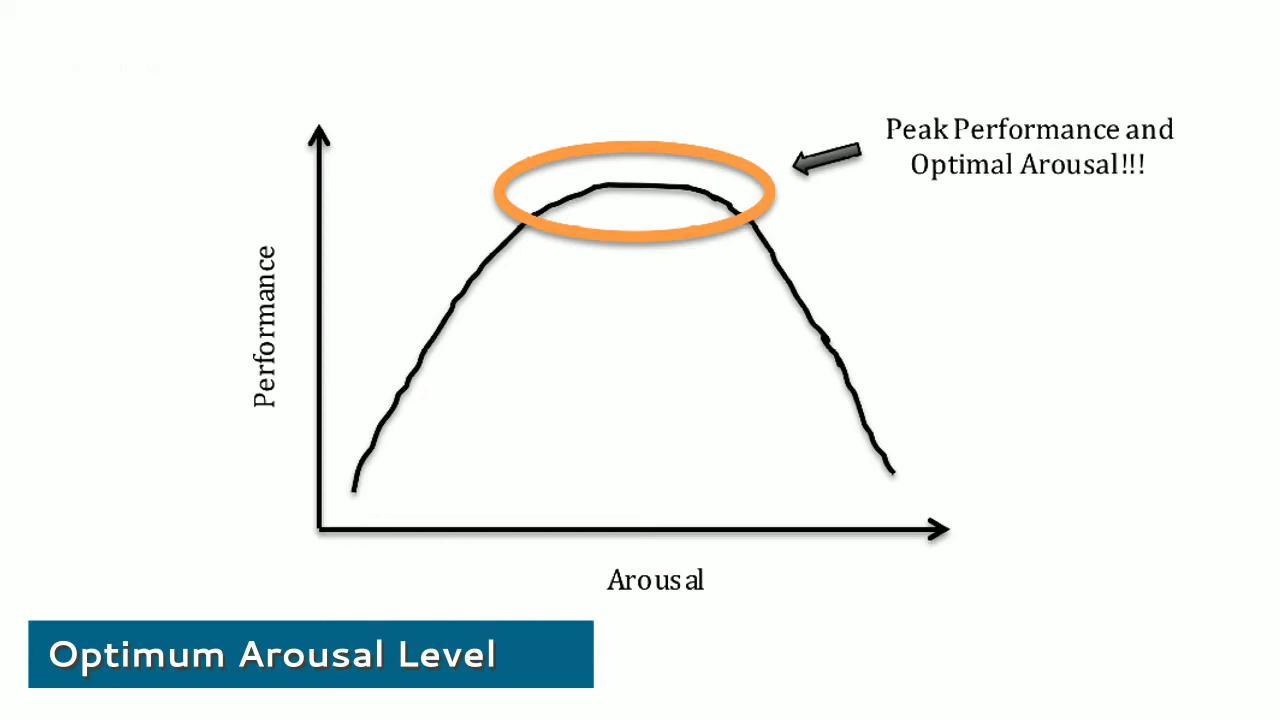 Peak Performance and
Optimal Arousal!!!
Performance
Arousal
Optimum Arousal Level